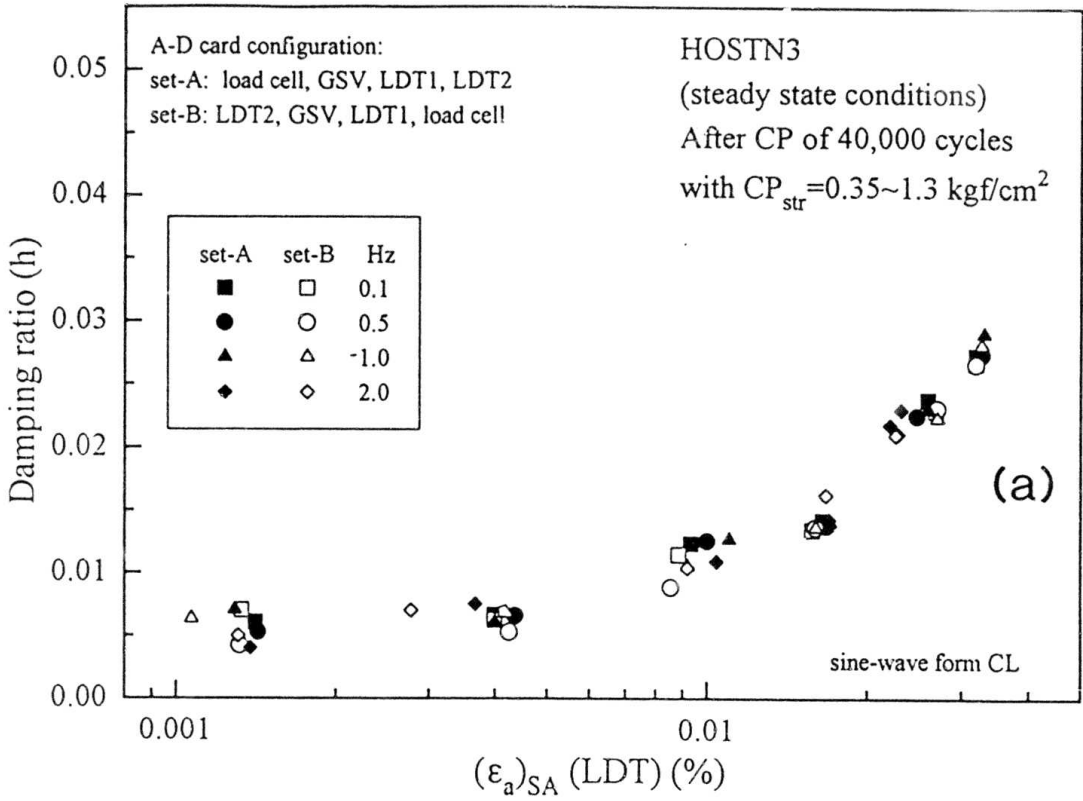 A-D card configuration:
set-A: load cell, GSV, LDT1, LDT2
set-B: LDT2, GSV, LDT1, load cell
HOSTN3
(steady state conditions)
After CP of 40,000 cycles
with CPstr=0.35~1.3 kgf/cm²
set-A set-B Hz
0.1
0.5
-1.0
2.0
(a)
sine-wave form CL
Damping ratio (h)
0.05
0.04
0.03
0.02
0.01
0.00
0.001 0.01
(εa)SA (LDT) (%)